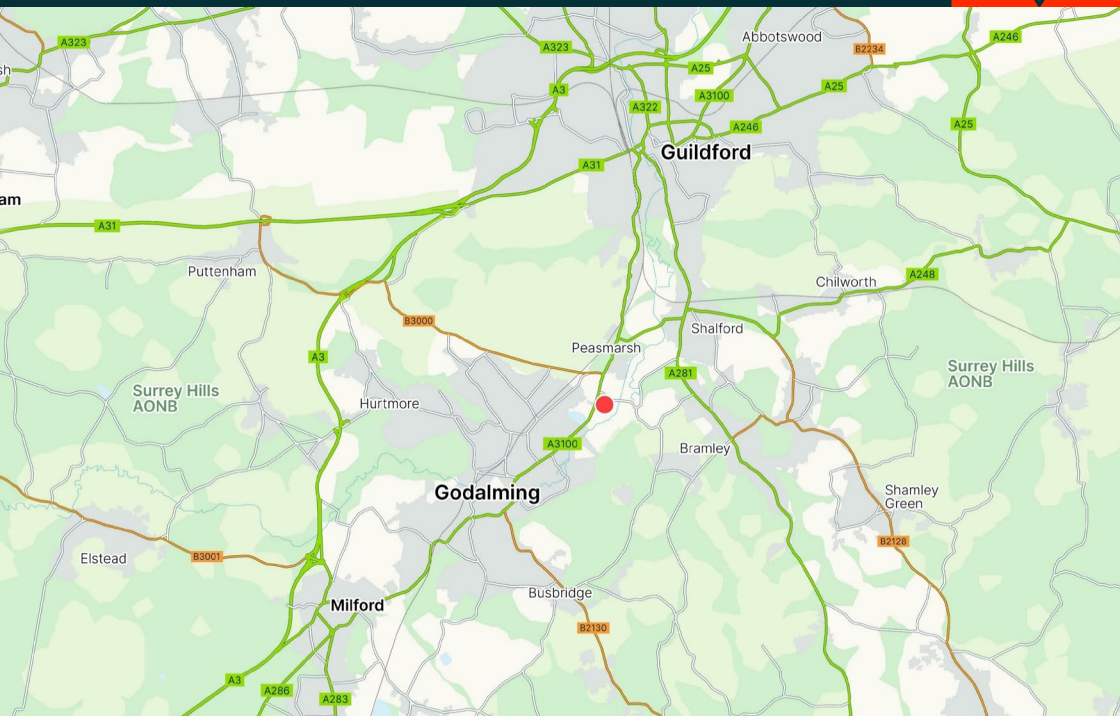 A323
A323
Abbotswood
A246
B2234
sh
A25
A3
A25
A3100
A322
A246
A25
Guildford
A31
am
A31
Puttenham
A248
Chilworth
B3000
Shalford
Peasmarsh
A3
Surrey Hills
AONB
A281
Surrey Hills
AONB
Hurtmore
A3100
Bramley
Godalming
Shamley
Green
B2128
Elstead
B3001
Busbridge
Milford
B2130
A3
A286
A283